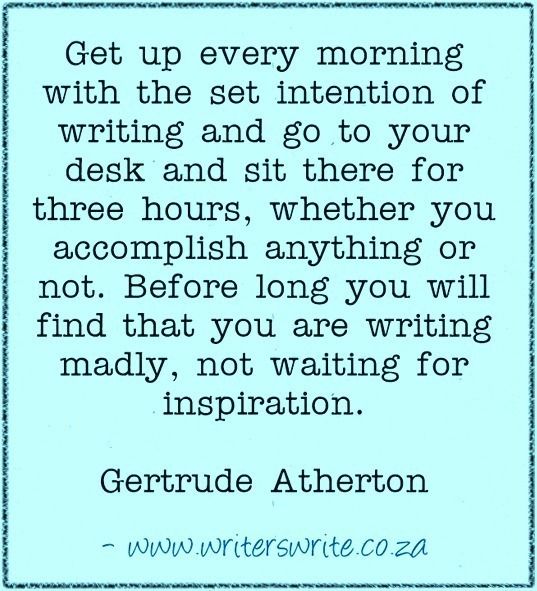 Get up every morning
with the set intention of
writing and go to your
desk and sit there for
three hours, whether you
accomplish anything or
not. Before long you will
find that you are writing
madly, not waiting for
inspiration.
Gertrude Atherton
- www.writerswrite.co.za